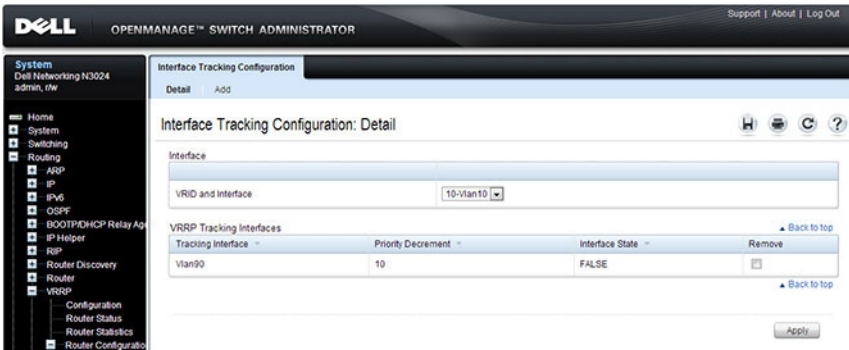 Support | About | Log Out
DELL OPENMANAGE™ SWITCH ADMINISTRATOR
System
Dell Networking N3024
admin, r/w
Home
System
Switching
Routing
ARP
IP
IPv6
OSPF
BOOTP/DHCP Relay Age
IP Helper
RIP
Router Discovery
Router
VRRP
Configuration
Router Status
Router Statistics
Router Configuratio
Interface Tracking Configuration
Detail Add
Interface Tracking Configuration: Detail
H C ?
Interface
VRID and Interface 10-Vlan10
VRRP Tracking Interfaces Back to top
Tracking Interface Priority Decrement Interface State Remove
Vlan90 10 FALSE
Back to top
Apply